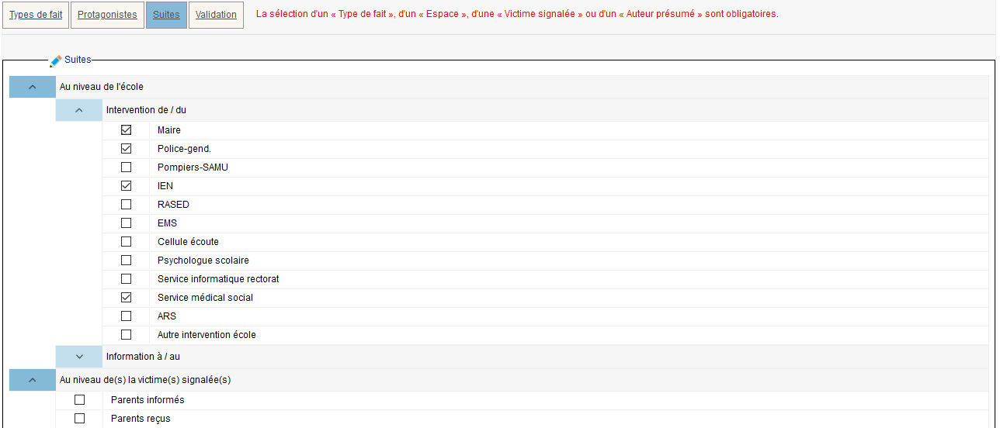 Types de fait Protagonistes Suites Validation La sélection d'un « Type de fait », d'un « Espace », d'une « Victime signalée » ou d'un « Auteur présumé » sont obligatoires.
Suites
Au niveau de l'école
Intervention de / du
Maire
Police-gend.
Pompiers-SAMU
IEN
RASED
EMS
Cellule écoute
Psychologue scolaire
Service informatique rectorat
Service médical social
ARS
Autre intervention école
Information à / au
Au niveau de(s) la victime(s) signalée(s)
Parents informés
Parents reçus